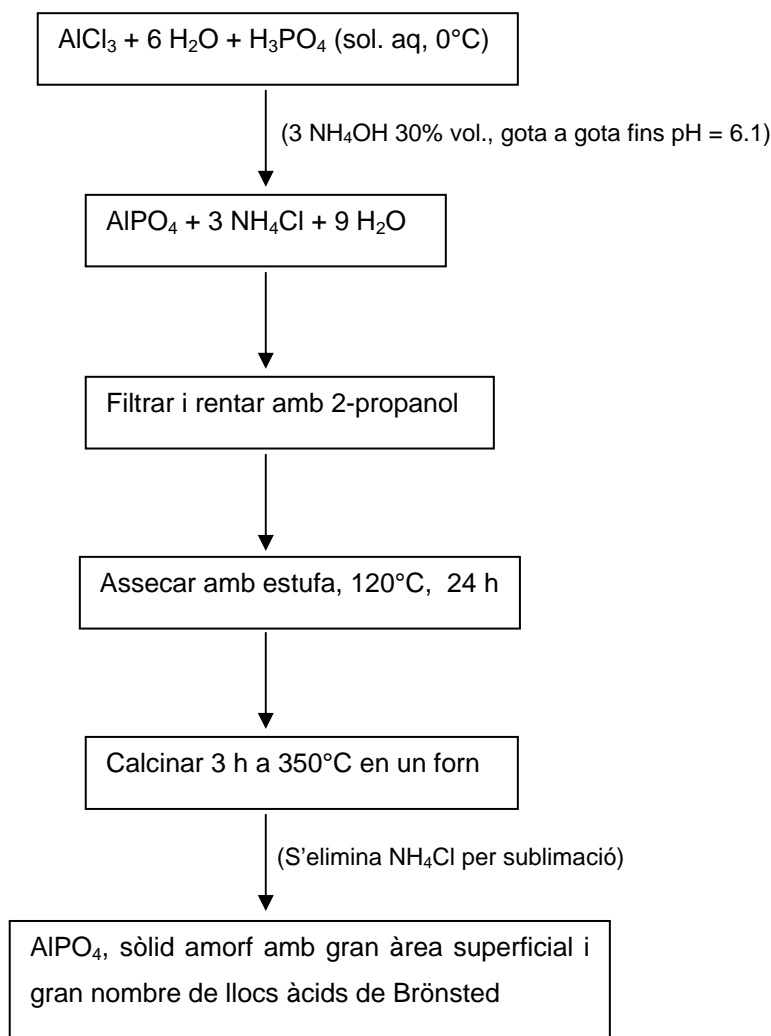 AlCl₃ + 6 H₂O + H₃PO₄ (sol. aq, 0°C)
(3 NH₄OH 30% vol., gota a gota fins pH = 6.1)
AlPO₄ + 3 NH₄Cl + 9 H₂O
Filtrar i rentar amb 2-propanol
Assecar amb estufa, 120°C, 24 h
Calcinar 3 h a 350°C en un forn
(S'elimina NH₄Cl per sublimació)
AlPO₄, sòlid amorf amb gran àrea superficial i
gran nombre de llocs àcids de Brönsted